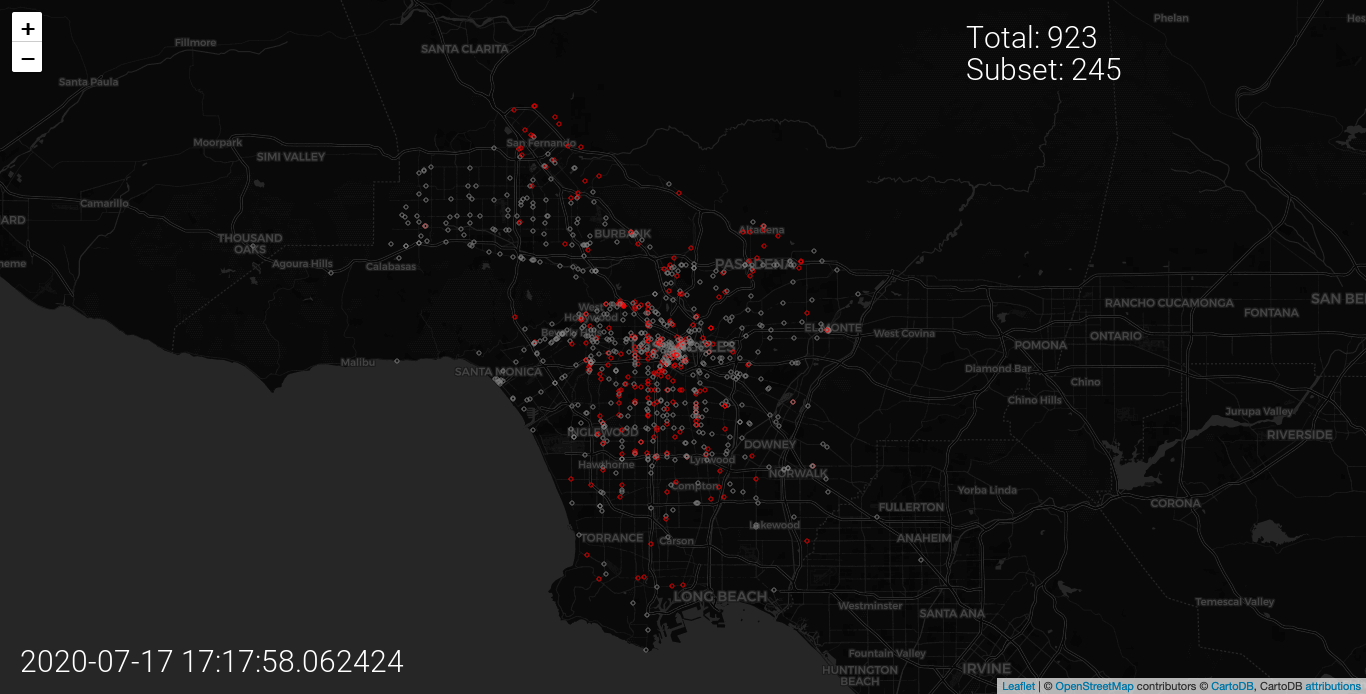 +
−
Total: 923
Subset: 245
Phelan
Fillmore
SANTA CLARITA
Santa Paula
San Fernando
Moorpark
SIMI VALLEY
Camarillo
ARD
THOUSAND
OAKS
BURBANK
Altadena
Agoura Hills
Calabasas
PASADENA
RANCHO CUCAMONGA
SAN BE
FONTANA
West
Hollywood
Beverly
EL MONTE
West Covina
ONTARIO
POMONA
Malibu
SANTA MONICA
Diamond Bar
Chino
Chino Hills
Jurupa Valley
RIVERSIDE
INGLEWOOD
DOWNEY
Hawthorne
Lynwood
NORWALK
Compton
Yorba Linda
CORONA
FULLERTON
Lakewood
TORRANCE
Carson
ANAHEIM
LONG BEACH
Westminster
SANTA ANA
Temescal Valley
Fountain Valley
2020-07-17 17:17:58.062424
HUNTINGTON
BEACH
IRVINE
Leaflet | © OpenStreetMap contributors © CartoDB, CartoDB attributions